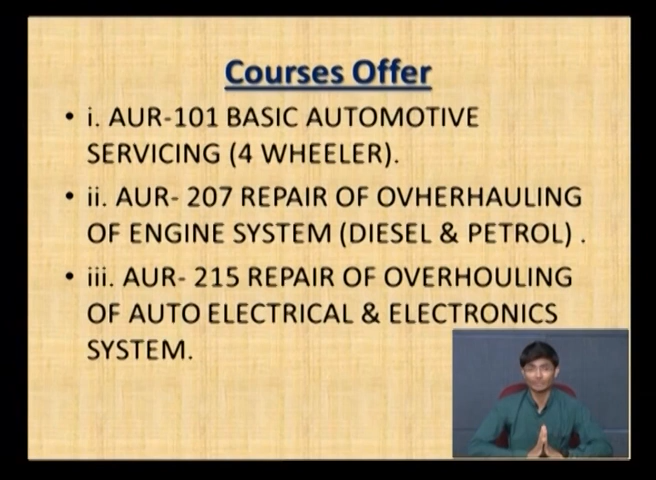 Courses Offer
• i. AUR-101 BASIC AUTOMOTIVE
SERVICING (4 WHEELER).
• ii. AUR- 207 REPAIR OF OVHERHAULING
OF ENGINE SYSTEM (DIESEL & PETROL) .
• iii. AUR- 215 REPAIR OF OVERHOULING
OF AUTO ELECTRICAL & ELECTRONICS
SYSTEM.